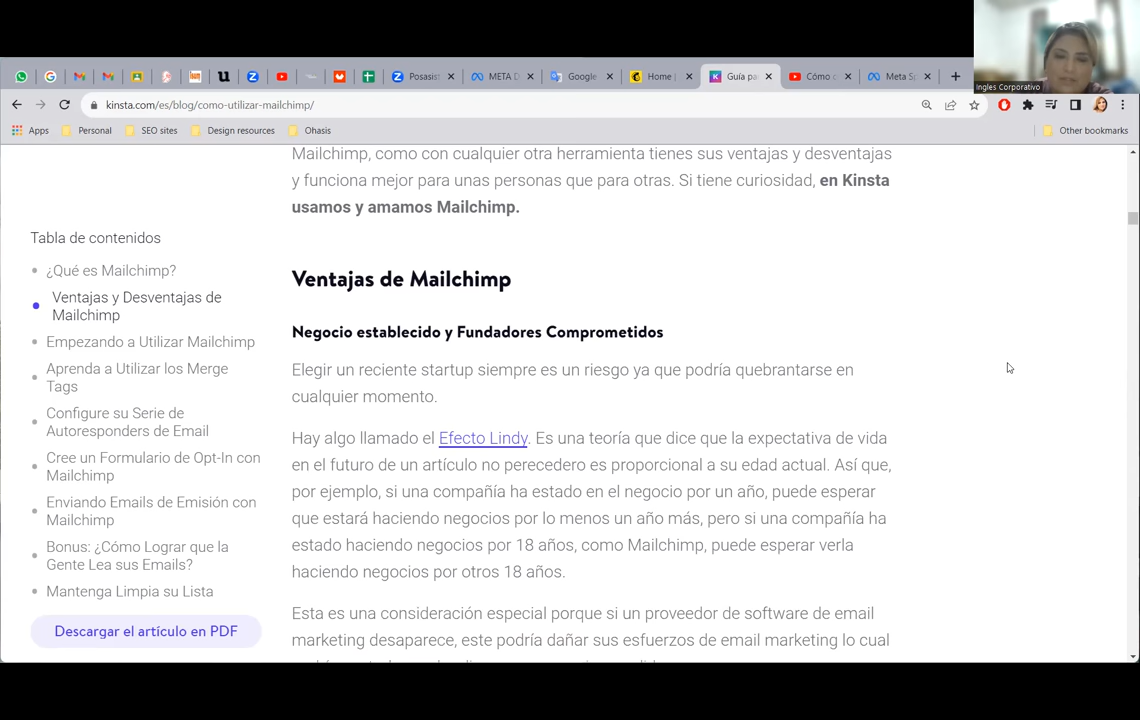 Posasist
META D
Google
Home |
Guía pa
Cómo c
Meta Sp
Ingles Corporativo
kinsta.com/es/blog/como-utilizar-mailchimp/
Apps
Personal
SEO sites
Design resources
Ohasis
Other bookmarks
Mailchimp, como con cualquier otra herramienta tienes sus ventajas y desventajas
y funciona mejor para unas personas que para otras. Si tiene curiosidad, en Kinsta
usamos y amamos Mailchimp.
Tabla de contenidos
¿Qué es Mailchimp?
Ventajas y Desventajas de
Mailchimp
Empezando a Utilizar Mailchimp
Aprenda a Utilizar los Merge
Tags
Configure su Serie de
Autoresponders de Email
Cree un Formulario de Opt-In con
Mailchimp
Enviando Emails de Emisión con
Mailchimp
Bonus: ¿Cómo Lograr que la
Gente Lea sus Emails?
Mantenga Limpia su Lista
Descargar el artículo en PDF
Ventajas de Mailchimp
Negocio establecido y Fundadores Comprometidos
Elegir un reciente startup siempre es un riesgo ya que podría quebrantarse en
cualquier momento.
Hay algo llamado el Efecto Lindy. Es una teoría que dice que la expectativa de vida
en el futuro de un artículo no perecedero es proporcional a su edad actual. Así que,
por ejemplo, si una compañía ha estado en el negocio por un año, puede esperar
que estará haciendo negocios por lo menos un año más, pero si una compañía ha
estado haciendo negocios por 18 años, como Mailchimp, puede esperar verla
haciendo negocios por otros 18 años.
Esta es una consideración especial porque si un proveedor de software de email
marketing desaparece, este podría dañar sus esfuerzos de email marketing lo cual